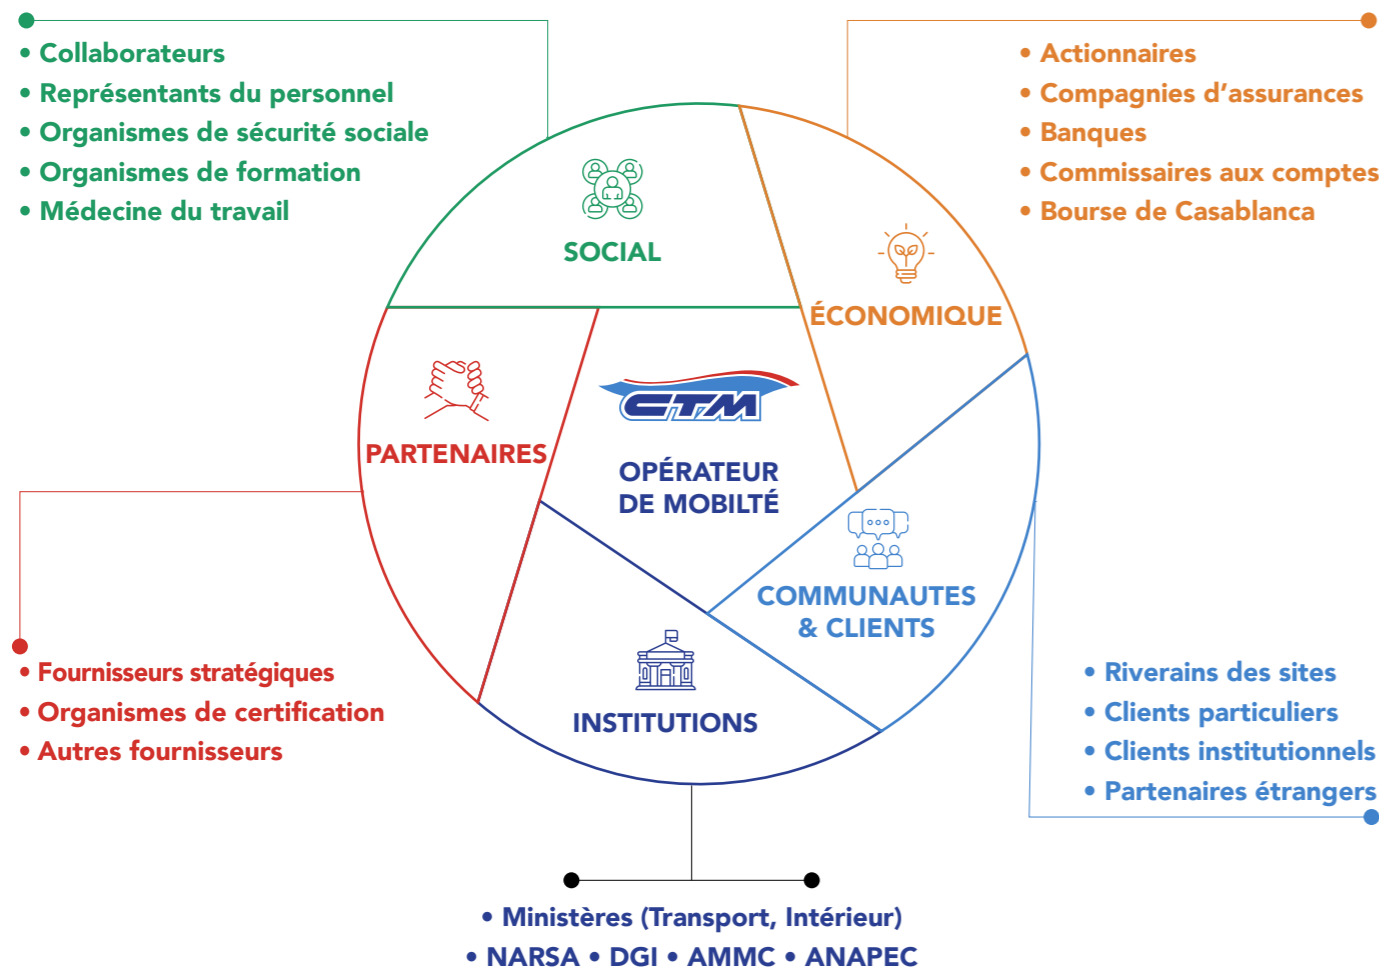 • Collaborateurs
• Représentants du personnel
• Organismes de sécurité sociale
• Organismes de formation
• Médecine du travail
• Actionnaires
• Compagnies d’assurances
• Banques
• Commissaires aux comptes
• Bourse de Casablanca
SOCIAL
ÉCONOMIQUE
PARTENAIRES
CTM
OPÉRATEUR
DE MOBILTÉ
COMMUNAUTES
& CLIENTS
INSTITUTIONS
• Fournisseurs stratégiques
• Organismes de certification
• Autres fournisseurs
• Riverains des sites
• Clients particuliers
• Clients institutionnels
• Partenaires étrangers
• Ministères (Transport, Intérieur)
• NARSA • DGI • AMMC • ANAPEC